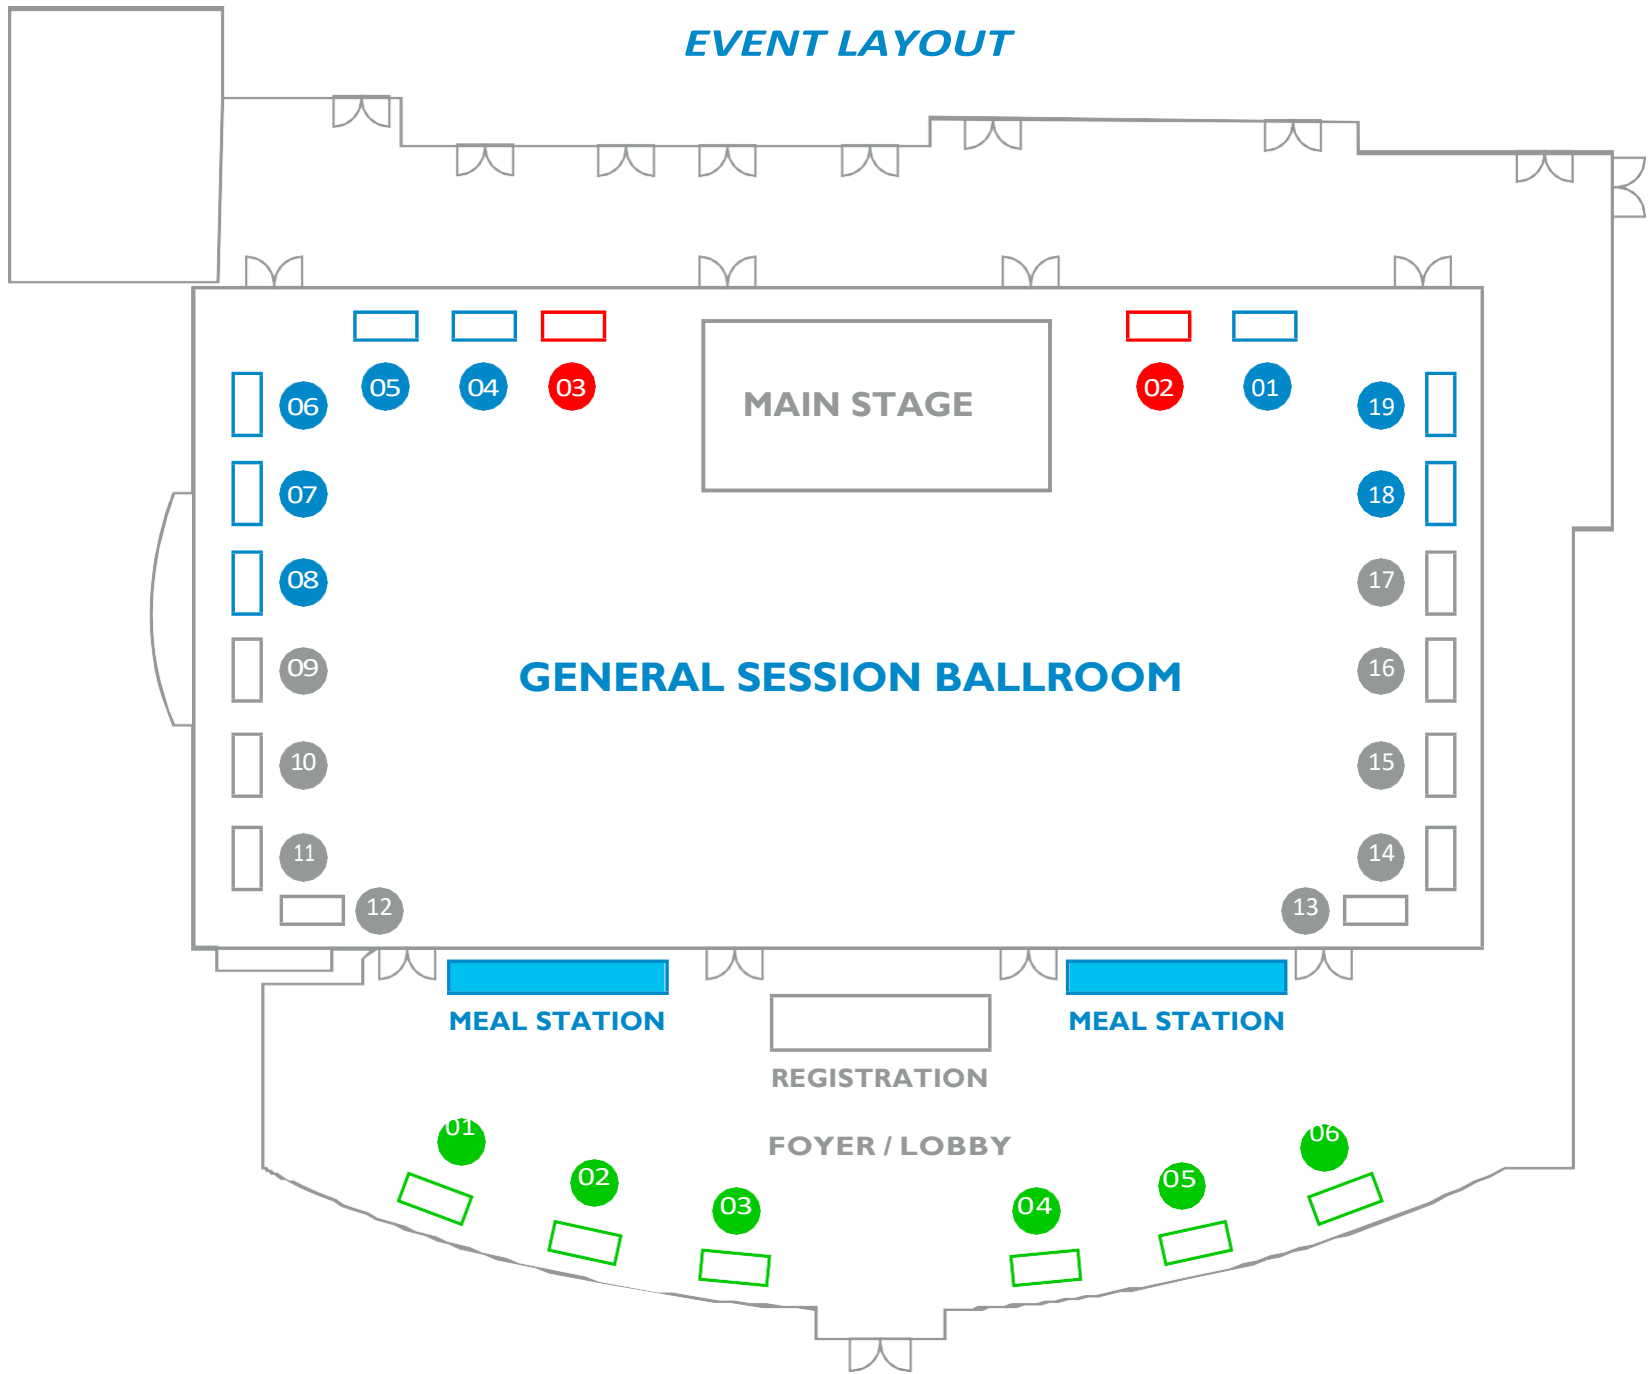 EVENT LAYOUT
05 04 03 02 01
MAIN STAGE
06 19
07 18
08 17
09 16
GENERAL SESSION BALLROOM
10 15
11 14
12 13
MEAL STATION MEAL STATION
REGISTRATION
FOYER / LOBBY
01 06
02 05
03 04